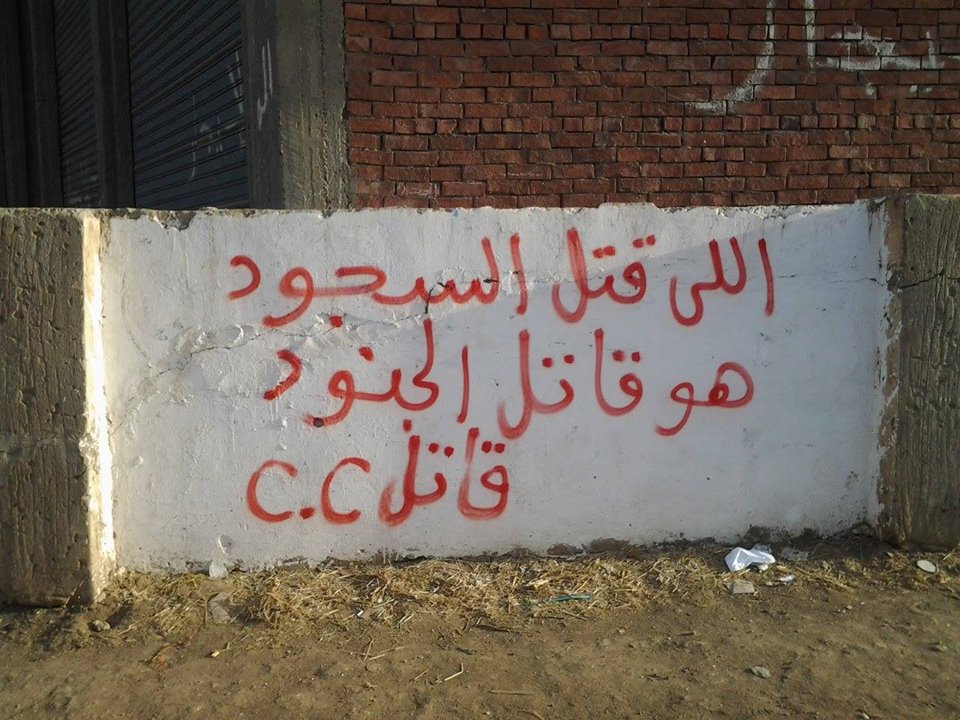 اللى قتل السجود
هو قاتل الجنود
قاتل C.C